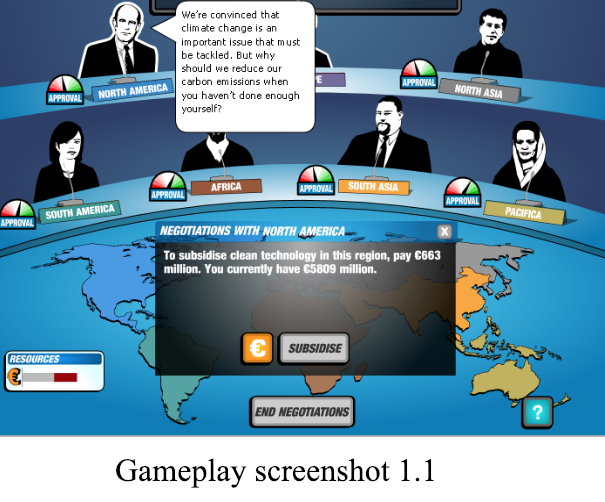 We're convinced that
climate change is an
important issue that must
be tackled. But why
should we reduce our
carbon emissions when
you haven't done enough
yourself?
APPROVAL
NORTH AMERICA
PE
APPROVAL
NORTH ASIA
APPROVAL
SOUTH AMERICA
APPROVAL
AFRICA
APPROVAL
SOUTH ASIA
APPROVAL
PACIFICA
NEGOTIATIONS WITH NORTH AMERICA
X
To subsidise clean technology in this region, pay €663
million. You currently have €5809 million.
€
SUBSIDISE
RESOURCES
€
END NEGOTIATIONS
?
Gameplay screenshot 1.1